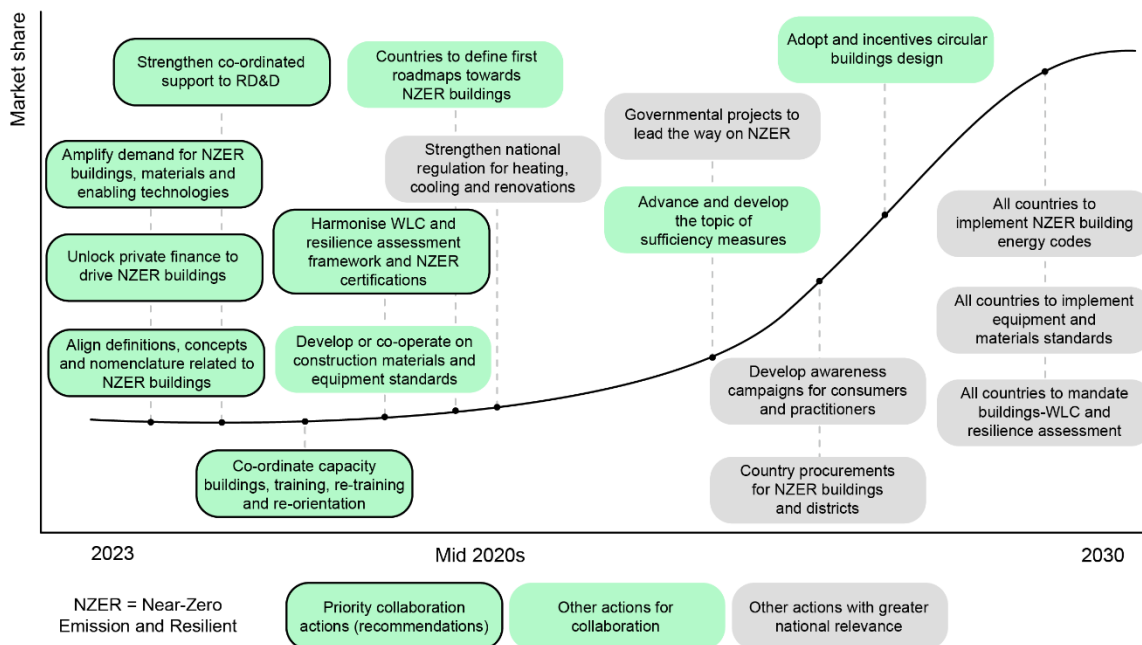 Market share
Strengthen co-ordinated
support to RD&D
Countries to define first
roadmaps towards
NZER buildings
Adopt and incentives circular
buildings design
Governmental projects to
lead the way on NZER
Amplify demand for NZER
buildings, materials and
enabling technologies
Strengthen national
regulation for heating,
cooling and renovations
Advance and develop
the topic of
sufficiency measures
All countries to
implement NZER building
energy codes
Unlock private finance to
drive NZER buildings
Harmonise WLC and
resilience assessment
framework and NZER
certifications
All countries to implement
equipment and
materials standards
Align definitions, concepts
and nomenclature related to
NZER buildings
Develop or co-operate on
construction materials and
equipment standards
Develop awareness
campaigns for consumers
and practitioners
All countries to mandate
buildings-WLC and
resilience assessment
Co-ordinate capacity
buildings, training, re-training
and re-orientation
Country procurements
for NZER buildings
and districts
2023
Mid 2020s
2030
NZER = Near-Zero
Emission and Resilient
Priority collaboration
actions (recommendations)
Other actions for
collaboration
Other actions with greater
national relevance